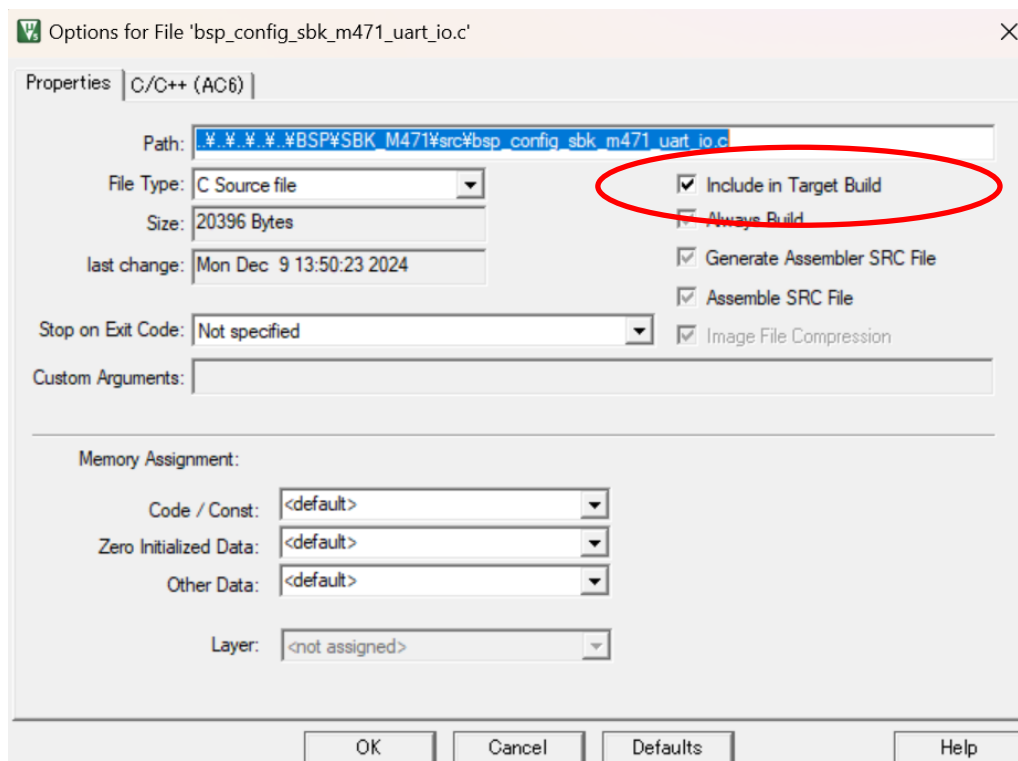 Options for File 'bsp_config_sbk_m471_uart_io.c'
Properties
C/C++ (AC6)
Path: ..¥..¥..¥..¥..¥BSP¥SBK_M471¥src¥bsp_config_sbk_m471_uart_io.c
File Type: C Source file
Include in Target Build
Size: 20396 Bytes
Always Build
last change: Mon Dec 9 13:50:23 2024
Generate Assembler SRC File
Assemble SRC File
Stop on Exit Code: Not specified
Image File Compression
Custom Arguments:
Memory Assignment:
Code / Const: <default>
Zero Initialized Data: <default>
Other Data: <default>
Layer: <not assigned>
OK Cancel Defaults Help